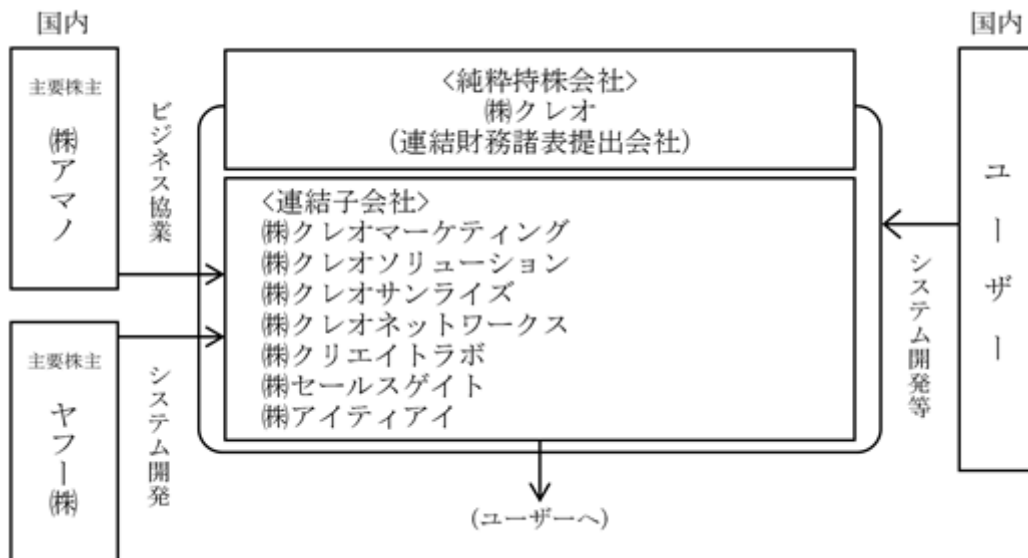 国内
主要株主
㈱アマノ
ビジネス協業
主要株主
ヤフー㈱
システム開発
<純粋持株会社>
㈱クレオ
(連結財務諸表提出会社)
<連結子会社>
㈱クレオマーケティング
㈱クレオソリューション
㈱クレオサンライズ
㈱クレオネットワークス
㈱クリエイトラボ
㈱セールスゲイト
㈱アイティアイ
(ユーザーへ)
国内
ユーザー
システム開発等